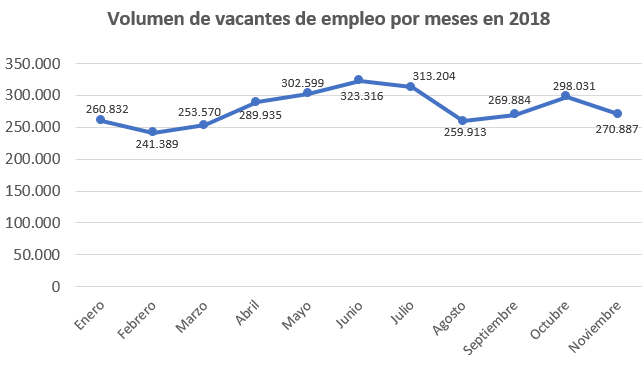 Volumen de vacantes de empleo por meses en 2018
350.000
300.000
250.000
200.000
150.000
100.000
50.000
0
260.832
241.389
253.570
289.935
302.599
323.316
313.204
259.913
269.884
298.031
270.887
Enero
Febrero
Marzo
Abril
Mayo
Junio
Julio
Agosto
Septiembre
Octubre
Noviembre